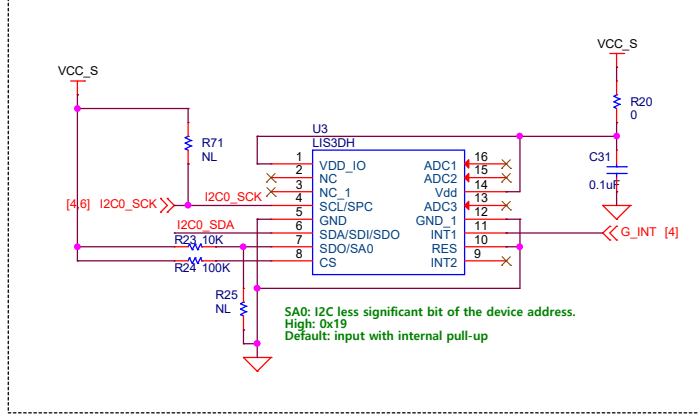 VCC_S
VCC_S
R20
0
U3
LIS3DH
R71
NL
C31
0.1uF
1 VDD_IO ADC1 16
2 NC ADC2 15
3 NC_1 Vdd 14
[4,6] I2C0_SCK I2C0_SCK 4 SCL/SPC ADC3 13
5 GND GND_1 12
I2C0_SDA 6 SDA/SDI/SDO INT1 11 G_INT [4]
R23 10K 7 SDO/SA0 RES 10
R24 100K 8 CS INT2 9
R25
NL
SA0: I2C less significant bit of the device address.
High: 0x19
Default: input with internal pull-up